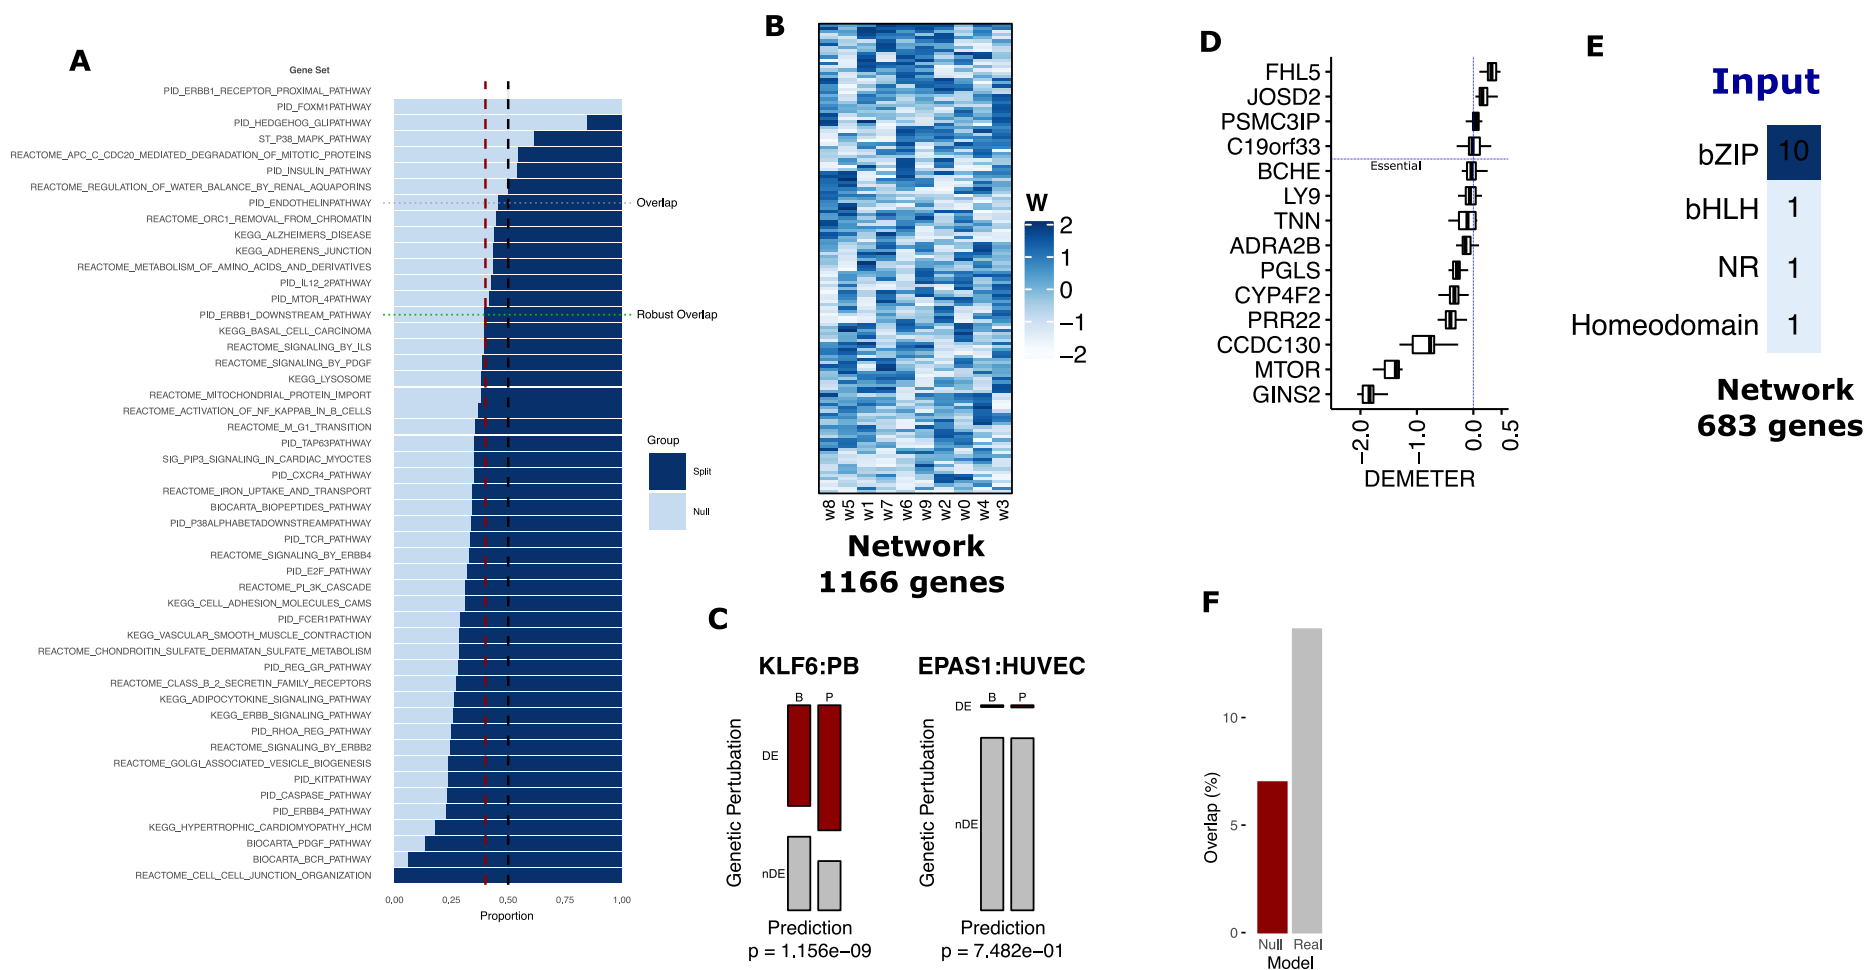 A
Gene Set
PID_ERBB1_RECEPTOR_PROXIMAL_PATHWAY
PID_FOXM1PATHWAY
PID_HEDGEHOG_GLIPATHWAY
ST_P38_MAPK_PATHWAY
REACTOME_APC_C_CDC20_MEDIATED_DEGRADATION_OF_MITOTIC_PROTEINS
PID_INSULIN_PATHWAY
REACTOME_REGULATION_OF_WATER_BALANCE_BY_RENAL_AQUAPORINS
PID_ENDOTHELINPATHWAY
REACTOME_ORC1_REMOVAL_FROM_CHROMATIN
KEGG_ALZHEIMERS_DISEASE
KEGG_ADHERENS_JUNCTION
REACTOME_METABOLISM_OF_AMINO_ACIDS_AND_DERIVATIVES
PID_IL12_2PATHWAY
PID_MTOR_4PATHWAY
PID_ERBB1_DOWNSTREAM_PATHWAY
KEGG_BASAL_CELL_CARCINOMA
REACTOME_SIGNALING_BY_ILS
REACTOME_SIGNALING_BY_PDGF
KEGG_LYSOSOME
REACTOME_MITOCHONDRIAL_PROTEIN_IMPORT
REACTOME_ACTIVATION_OF_NF_KAPPAB_IN_B_CELLS
REACTOME_M_G1_TRANSITION
PID_TAP63PATHWAY
SIG_PIP3_SIGNALING_IN_CARDIAC_MYOCTES
PID_CXCR4_PATHWAY
REACTOME_IRON_UPTAKE_AND_TRANSPORT
BIOCARTA_BIOPEPTIDES_PATHWAY
PID_P38ALPHABETADOWNSTREAMPATHWAY
PID_TCR_PATHWAY
REACTOME_SIGNALING_BY_ERBB4
PID_E2F_PATHWAY
REACTOME_PI_3K_CASCADE
KEGG_CELL_ADHESION_MOLECULES_CAMS
PID_FCER1PATHWAY
KEGG_VASCULAR_SMOOTH_MUSCLE_CONTRACTION
REACTOME_CHONDROITIN_SULFATE_DERMATAN_SULFATE_METABOLISM
PID_REG_GR_PATHWAY
REACTOME_CLASS_B_2_SECRETIN_FAMILY_RECEPTORS
KEGG_ADIPOCYTOKINE_SIGNALING_PATHWAY
KEGG_ERBB_SIGNALING_PATHWAY
PID_RHOA_REG_PATHWAY
REACTOME_SIGNALING_BY_ERBB2
REACTOME_GOLGI_ASSOCIATED_VESICLE_BIOGENESIS
PID_KITPATHWAY
PID_CASPASE_PATHWAY
PID_ERBB4_PATHWAY
KEGG_HYPERTROPHIC_CARDIOMYOPATHY_HCM
BIOCARTA_PDGF_PATHWAY
BIOCARTA_BCR_PATHWAY
REACTOME_CELL_CELL_JUNCTION_ORGANIZATION
0,00 0,25 0,50 0,75 1,00
Proportion
Overlap
Robust Overlap
Group
Split
Null
B
W
2
1
0
−1
−2
w8 w5 w1 w7 w6 w9 w2 w0 w4 w3
Network
1166 genes
C
KLF6:PB
B P
DE
nDE
Genetic Pertubation
Prediction
p = 1.156e−09
EPAS1:HUVEC
B P
DE
nDE
Genetic Pertubation
Prediction
p = 7.482e−01
D
FHL5
JOSD2
PSMC3IP
C19orf33
Essential
BCHE
LY9
TNN
ADRA2B
PGLS
CYP4F2
PRR22
CCDC130
MTOR
GINS2
−2.0 −1.0 0.0 0.5
DEMETER
E
Input
bZIP 10
bHLH 1
NR 1
Homeodomain 1
Network
683 genes
F
Overlap (%)
10
5
0
Null Real
Model